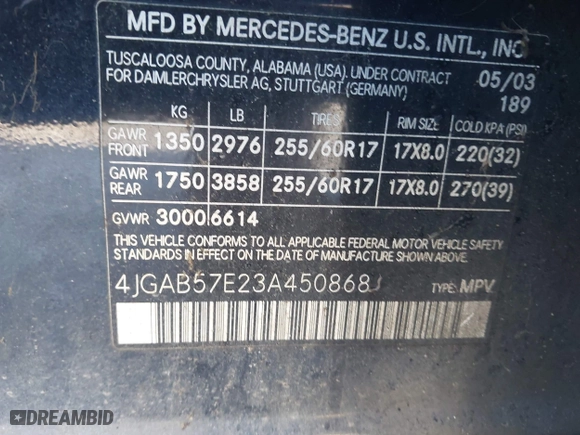 MFD BY MERCEDES-BENZ U.S. INTL., INC
TUSCALOOSA COUNTY, ALABAMA (USA). UNDER CONTRACT
FOR DAIMLERCHRYSLER AG, STUTTGART (GERMANY)
05/03
189
KG LB TIRES RIM SIZE COLD KPA (PSI)
GAWR FRONT 1350 2976 255/60R17 17X8.0 220(32)
GAWR REAR 1750 3858 255/60R17 17X8.0 270(39)
GVWR 3000 6614
THIS VEHICLE CONFORMS TO ALL APPLICABLE FEDERAL MOTOR VEHICLE SAFETY
STANDARDS IN EFFECT ON THE DATE OF MANUFACTURE SHOWN ABOVE.
4JGAB57E23A450868 TYPE: MPV
DREAMBID